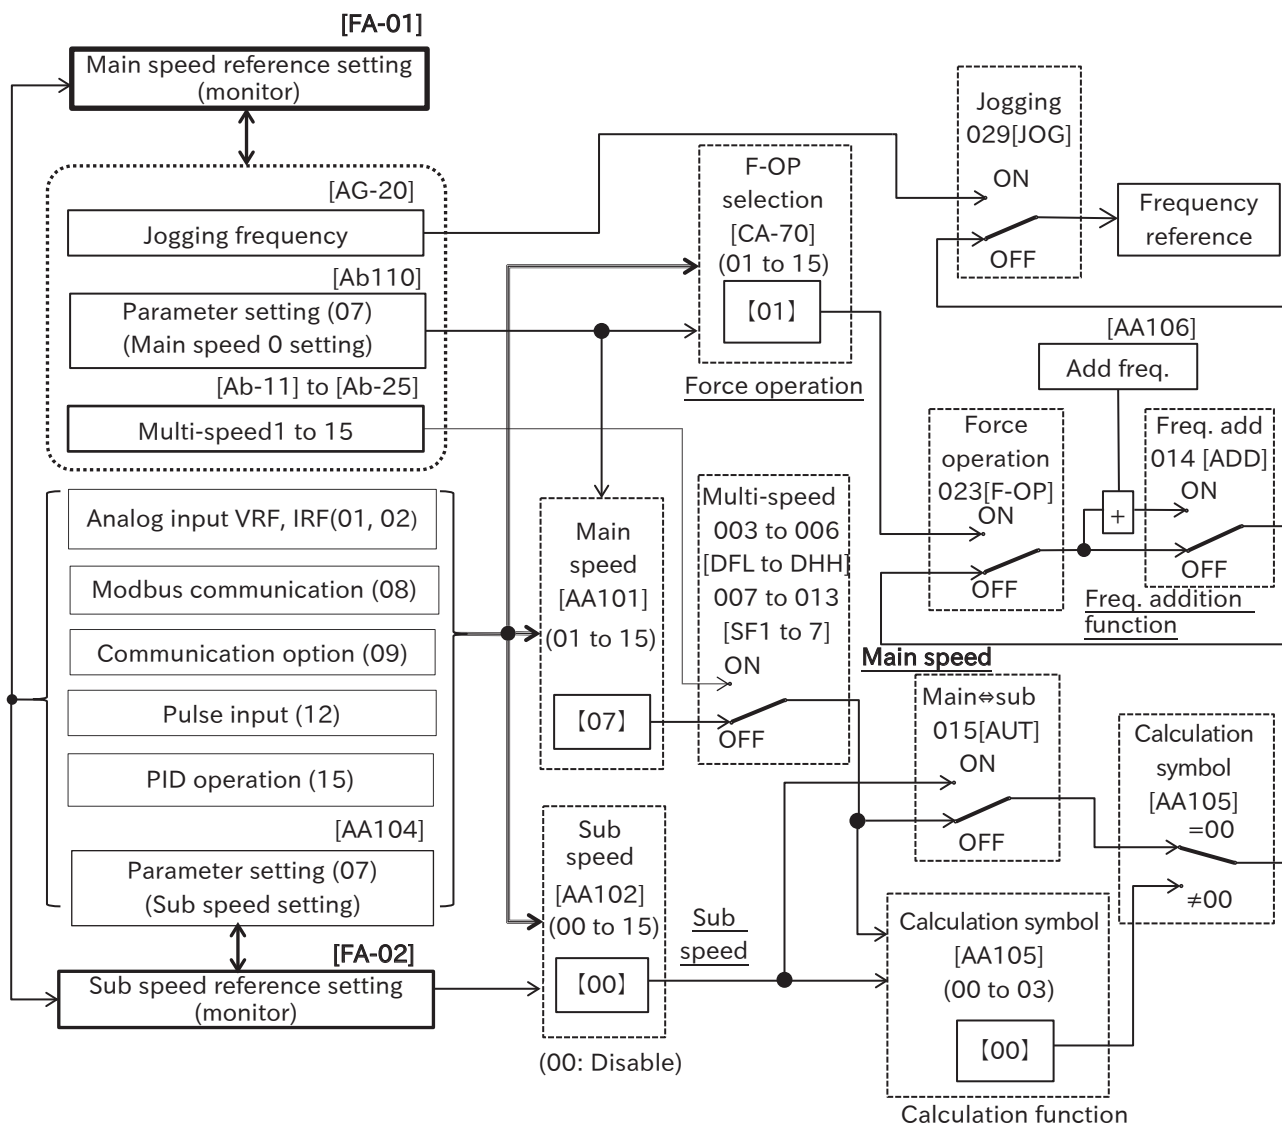 [FA-01]
Main speed reference setting
(monitor)
[AG-20]
Jogging frequency
[Ab110]
Parameter setting (07)
(Main speed 0 setting)
[Ab-11] to [Ab-25]
Multi-speed1 to 15
Analog input VRF, IRF(01, 02)
Modbus communication (08)
Communication option (09)
Pulse input (12)
PID operation (15)
[AA104]
Parameter setting (07)
(Sub speed setting)
[FA-02]
Sub speed reference setting
(monitor)
F-OP
selection
[CA-70]
(01 to 15)
【01】
Force operation
Main
speed
[AA101]
(01 to 15)
【07】
Sub
speed
[AA102]
(00 to 15)
【00】
(00: Disable)
Multi-speed
003 to 006
[DFL to DHH]
007 to 013
[SF1 to 7]
ON
OFF
Sub
speed
Jogging
029[JOG]
ON
OFF
Frequency
reference
[AA106]
Add freq.
Force
operation
023[F-OP]
ON
OFF
+
Freq. add
014 [ADD]
ON
OFF
Freq. addition
function
Main speed
Main⇔sub
015[AUT]
ON
OFF
Calculation
symbol
[AA105]
=00
≠00
Calculation symbol
[AA105]
(00 to 03)
【00】
Calculation function